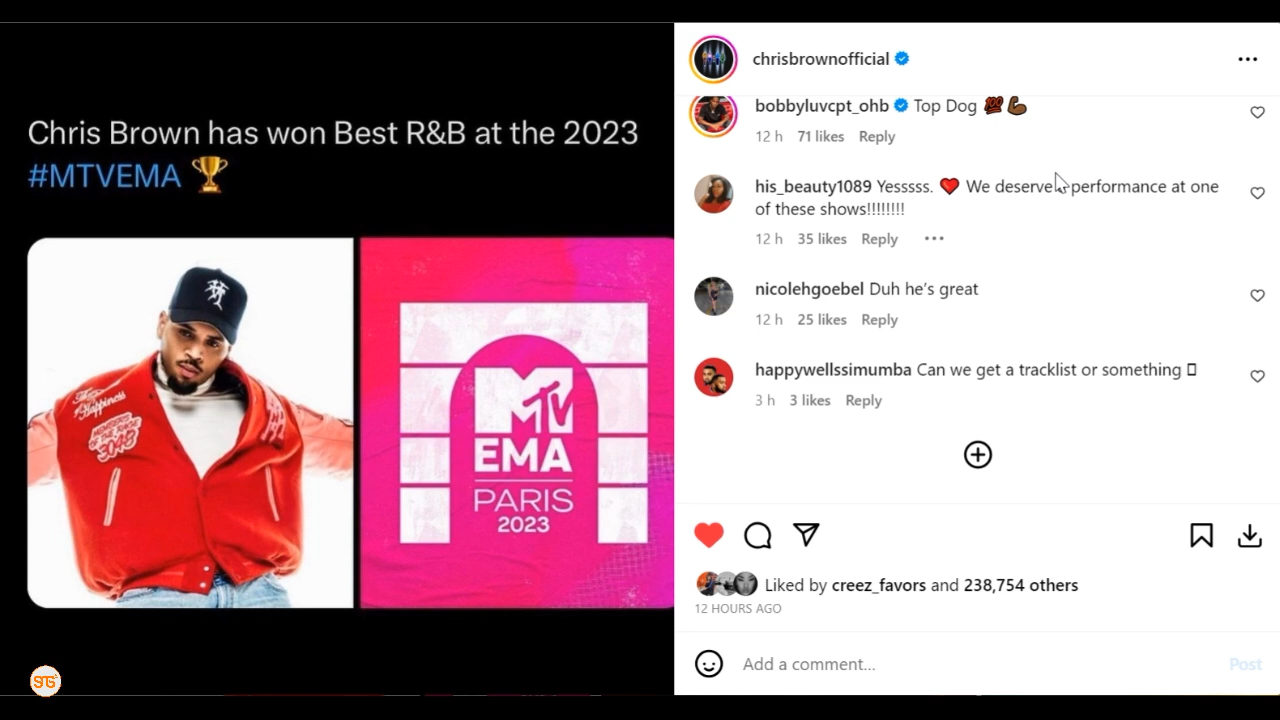 Chris Brown has won Best R&B at the 2023
#MTVEMA 🏆
3048
MTV
EMA
PARIS
2023
chrisbrownofficial
bobbyluvcpt_ohb Top Dog 💯 💪🏾
12 h 71 likes Reply
his_beauty1089 Yesssss. ❤️ We deserve performance at one
of these shows!!!!!!!!
12 h 35 likes Reply
nicolehgoebel Duh he's great
12 h 25 likes Reply
happywellssimumba Can we get a tracklist or something
3 h 3 likes Reply
Liked by creez_favors and 238,754 others
12 HOURS AGO
Add a comment...
Post
STG